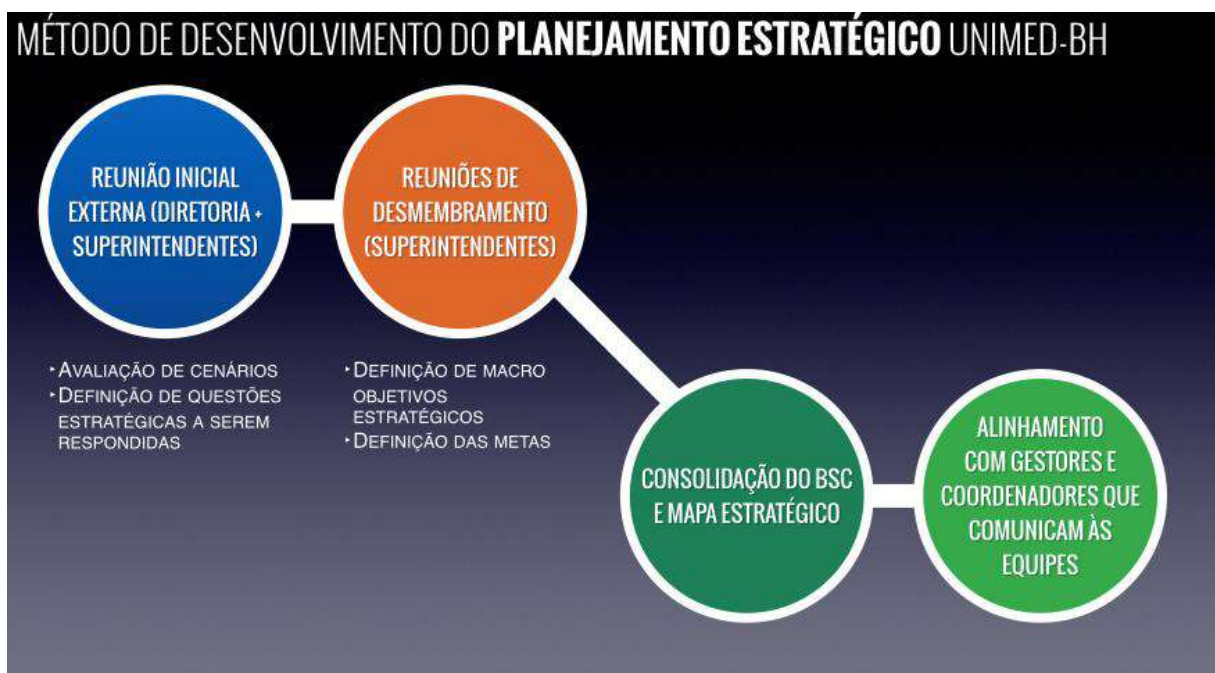 MÉTODO DE DESENVOLVIMENTO DO PLANEJAMENTO ESTRATÉGICO UNIMED-BH
REUNIÃO INICIAL
EXTERNA (DIRETORIA +
SUPERINTENDENTES)
REUNIÕES DE
DESMEMBRAMENTO
(SUPERINTENDENTES)
‣AVALIAÇÃO DE CENÁRIOS
‣DEFINIÇÃO DE QUESTÕES
ESTRATÉGICAS A SEREM
RESPONDIDAS
‣DEFINIÇÃO DE MACRO
OBJETIVOS
ESTRATÉGICOS
‣DEFINIÇÃO DAS METAS
CONSOLIDAÇÃO DO BSC
E MAPA ESTRATÉGICO
ALINHAMENTO
COM GESTORES E
COORDENADORES QUE
COMUNICAM ÀS
EQUIPES